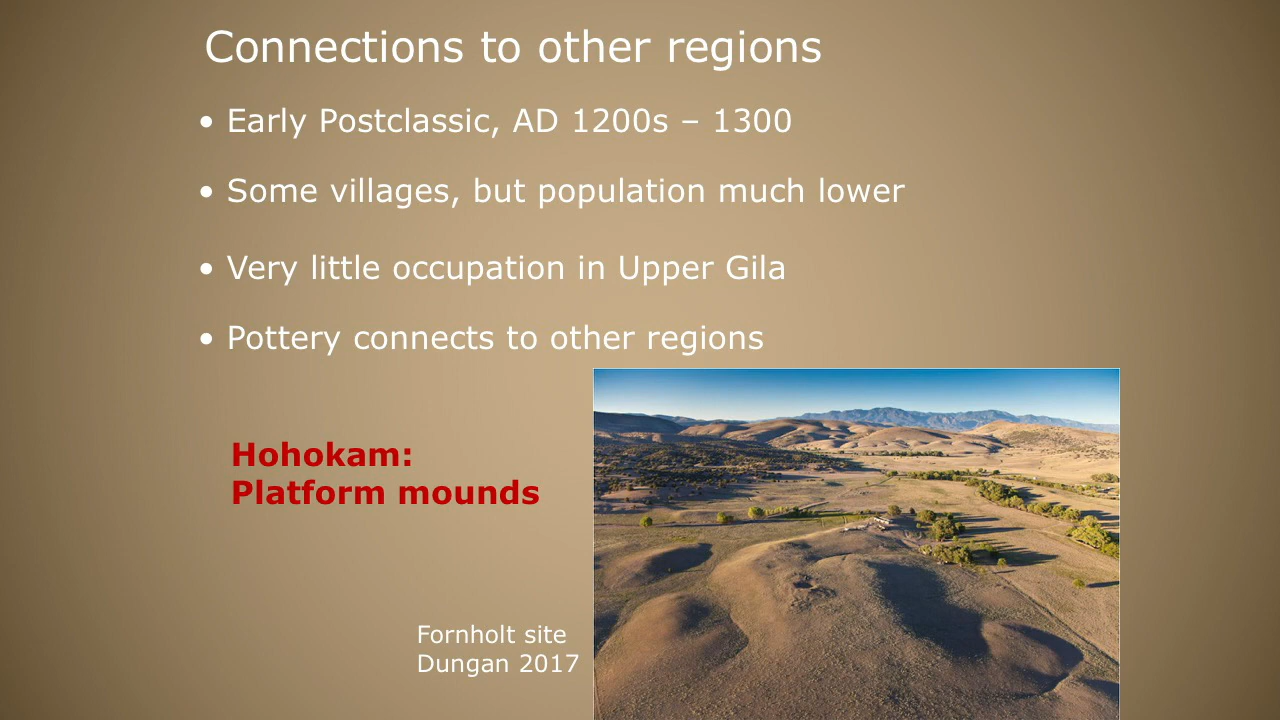 Connections to other regions
• Early Postclassic, AD 1200s – 1300
• Some villages, but population much lower
• Very little occupation in Upper Gila
• Pottery connects to other regions
Hohokam:
Platform mounds
Fornholt site
Dungan 2017